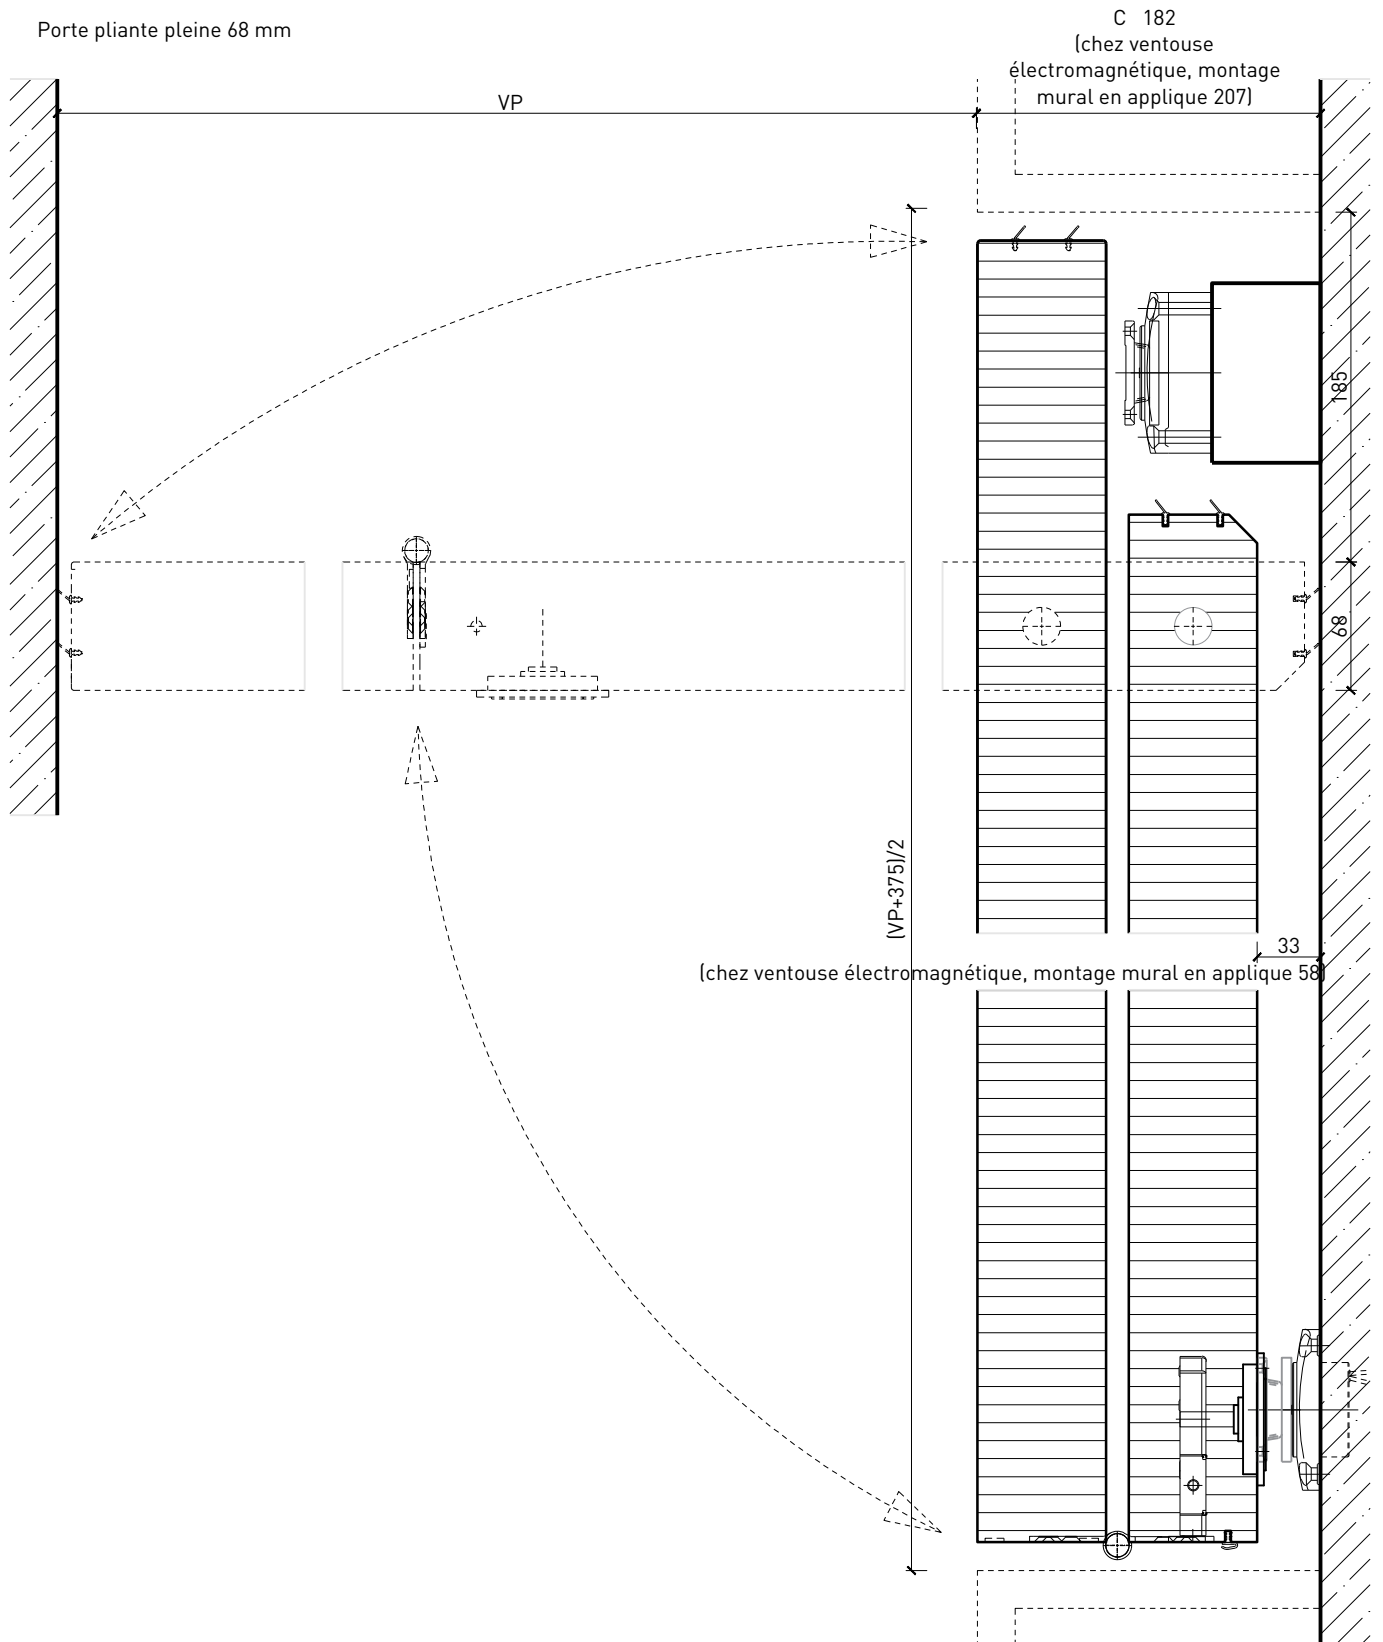 Porte pliante pleine 68 mm
C 182
(chez ventouse
électromagnétique, montage
mural en applique 207)
VP
185
68
(VP+375)/2
33
(chez ventouse électromagnétique, montage mural en applique 58)